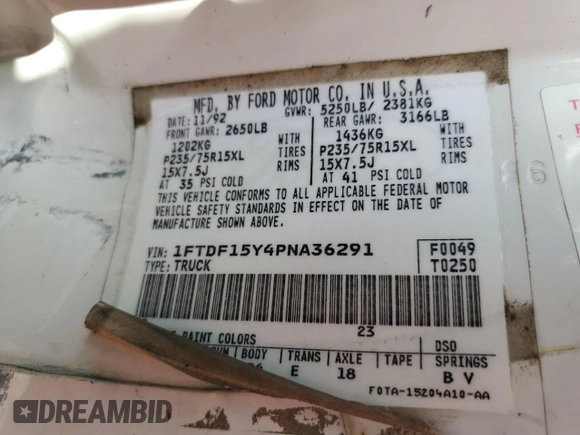 MFD. BY FORD MOTOR CO. IN U.S.A.
DATE: 11/92 GVWR: 5250LB/ 2381KG
FRONT GAWR: 2650LB REAR GAWR: 3166LB
1202KG WITH 1436KG WITH
P235/75R15XL TIRES P235/75R15XL TIRES
15X7.5J RIMS 15X7.5J RIMS
AT 35 PSI COLD AT 41 PSI COLD
THIS VEHICLE CONFORMS TO ALL APPLICABLE FEDERAL MOTOR
VEHICLE SAFETY STANDARDS IN EFFECT ON THE DATE OF
MANUFACTURE SHOWN ABOVE.
VIN: 1FTDF15Y4PNA36291 F0049
TYPE: TRUCK T0250
23
PAINT COLORS DSO
BODY TRANS AXLE TAPE SPRINGS
E 18 B V
F0TA-15204A10-AA
DREAMBID